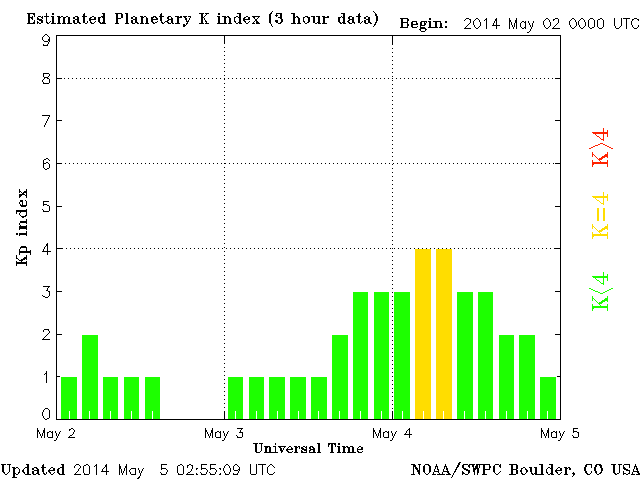 Estimated Planetary K index (3 hour data)
Begin: 2014 May 02 0000 UTC
9
8
7
6
5
4
3
2
1
0
Kp index
K>4
K=4
K<4
May 2
May 3
May 4
May 5
Universal Time
Updated 2014 May 5 02:55:09 UTC
NOAA/SWPC Boulder, CO USA